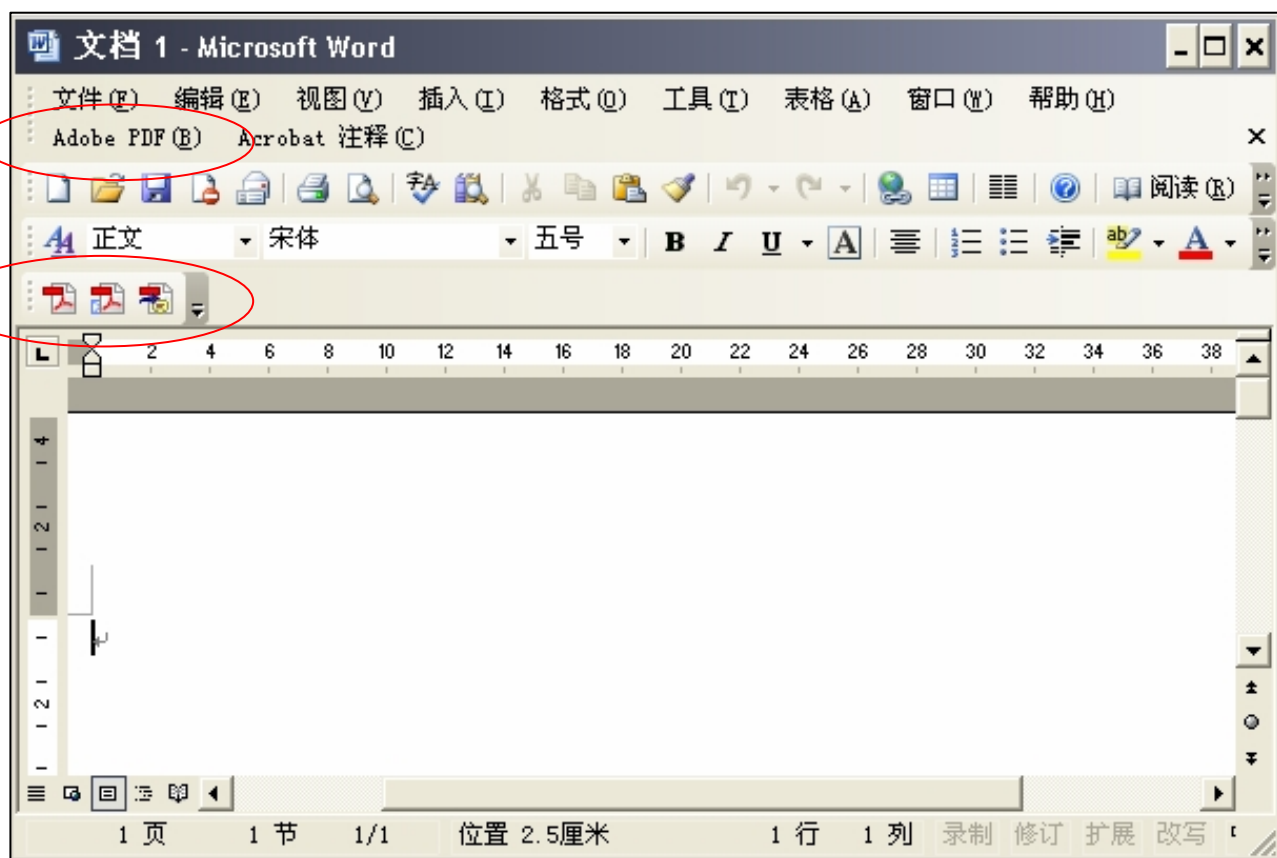 文档 1 - Microsoft Word
文件(F) 编辑(E) 视图(V) 插入(I) 格式(O) 工具(T) 表格(A) 窗口(W) 帮助(H)
Adobe PDF(B) Acrobat 注释(C)
阅读(R)
正文 宋体 五号 B I U A ab A
L 2 4 6 8 10 12 14 16 18 20 22 24 26 28 30 32 34 36 38
4
2
2
1 页 1 节 1/1 位置 2.5厘米 1 行 1 列 录制 修订 扩展 改写